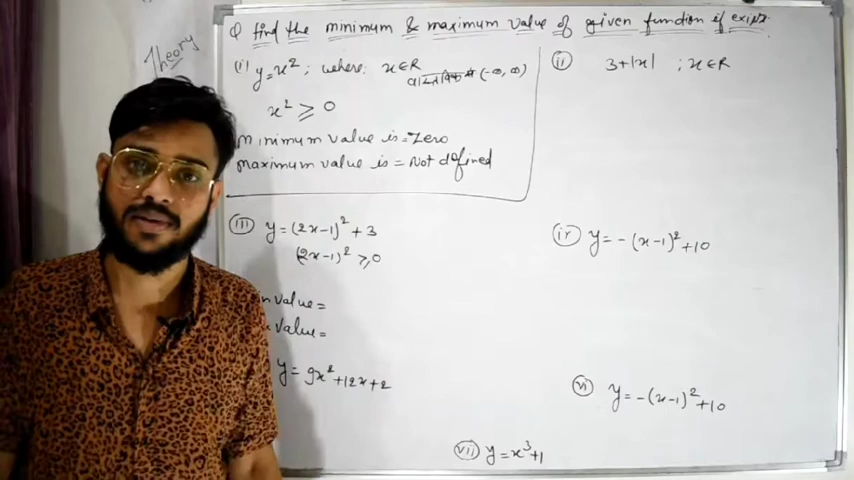 Theory
Q find the minimum & maximum value of given function if exist.
(i) y=x²; where: x∈R
(-∞, ∞)
x² ≥ 0
Minimum value is = Zero
Maximum value is = Not defined
(ii) 3+|x| ; x∈R
(iii) y=(2x-1)²+3
(2x-1)² ≥0
n value =
value =
(iv) y=-(x-1)²+10
y= 9x²+12x+2
(vi) y=-(x-1)²+10
(vii) y=x³+1